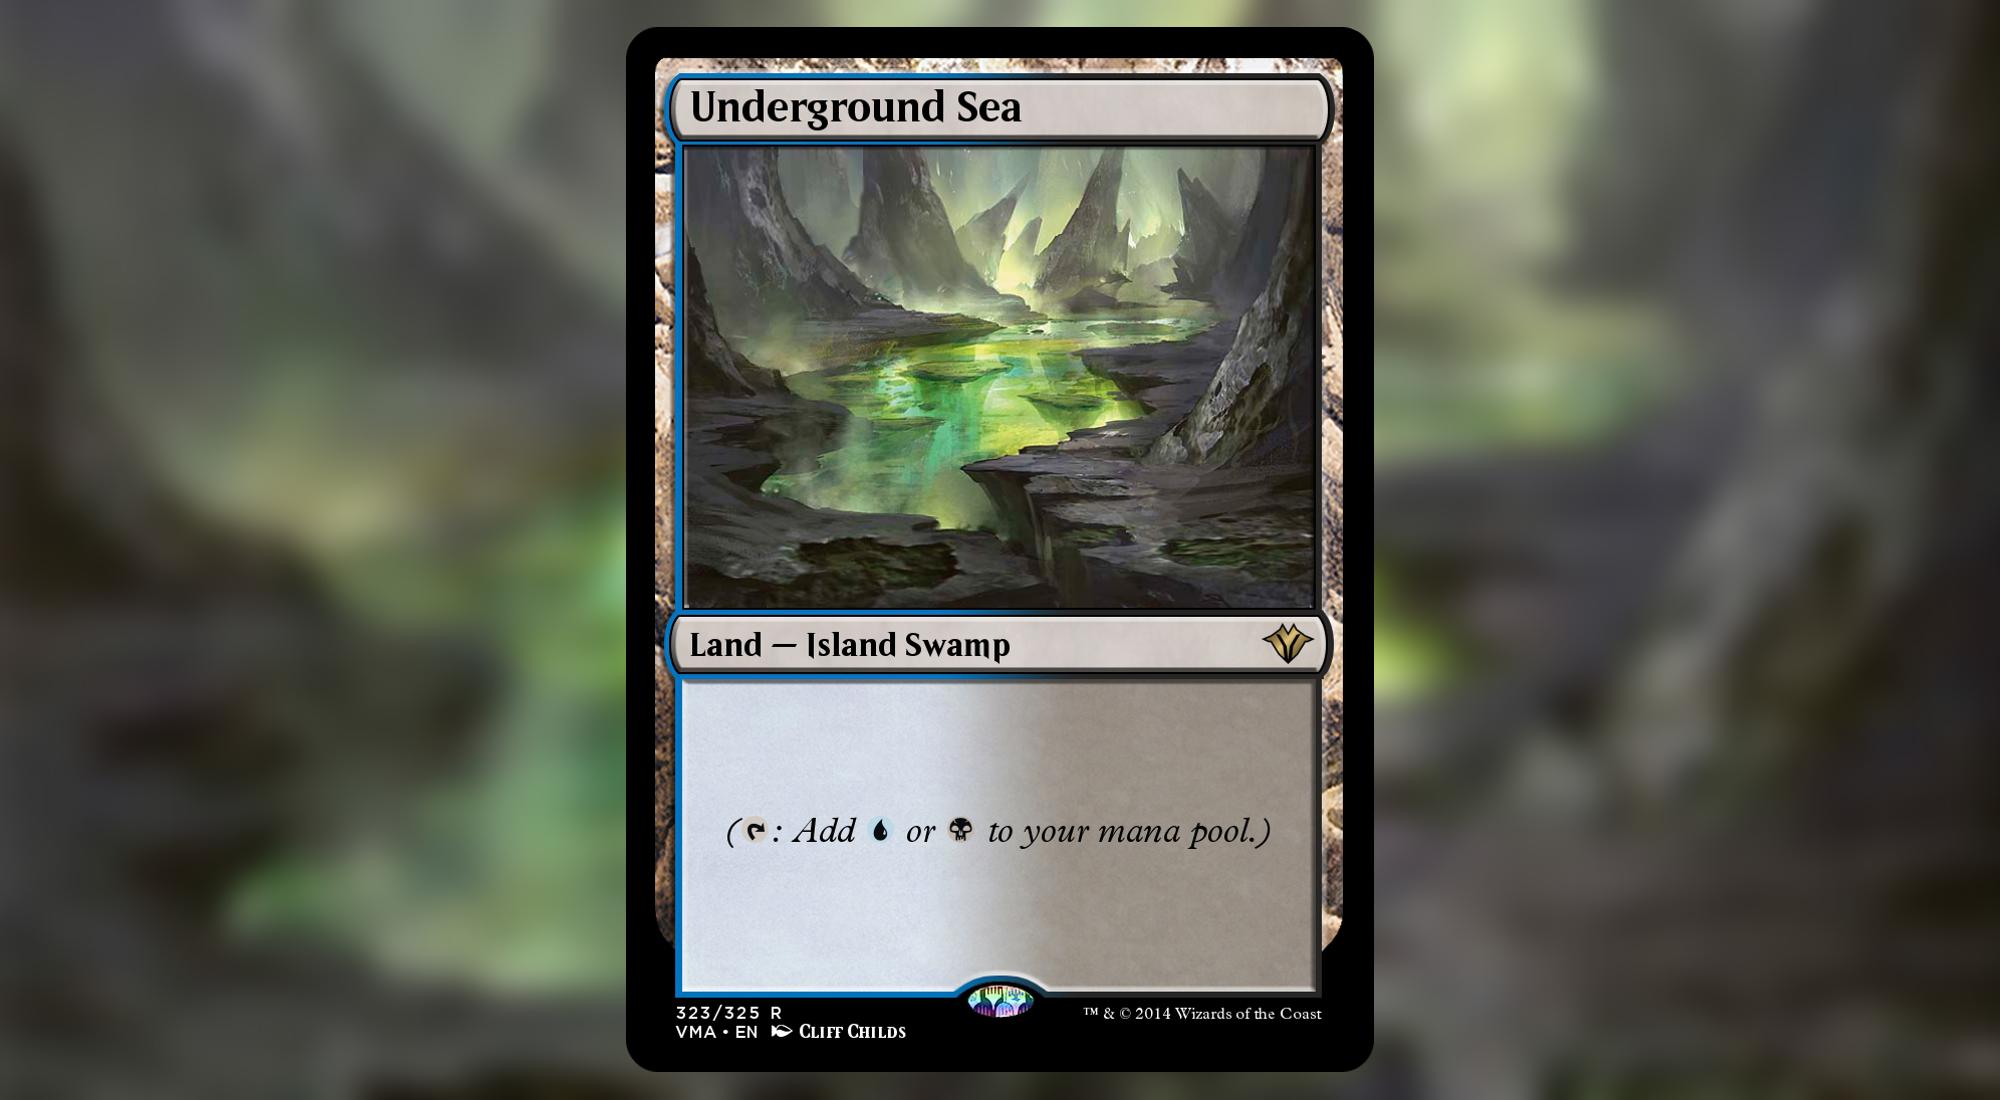 Underground Sea
Land — Island Swamp
(: Add or to your mana pool.)
323/325 R
VMA • EN CLIFF CHILDS
™ & © 2014 Wizards of the Coast